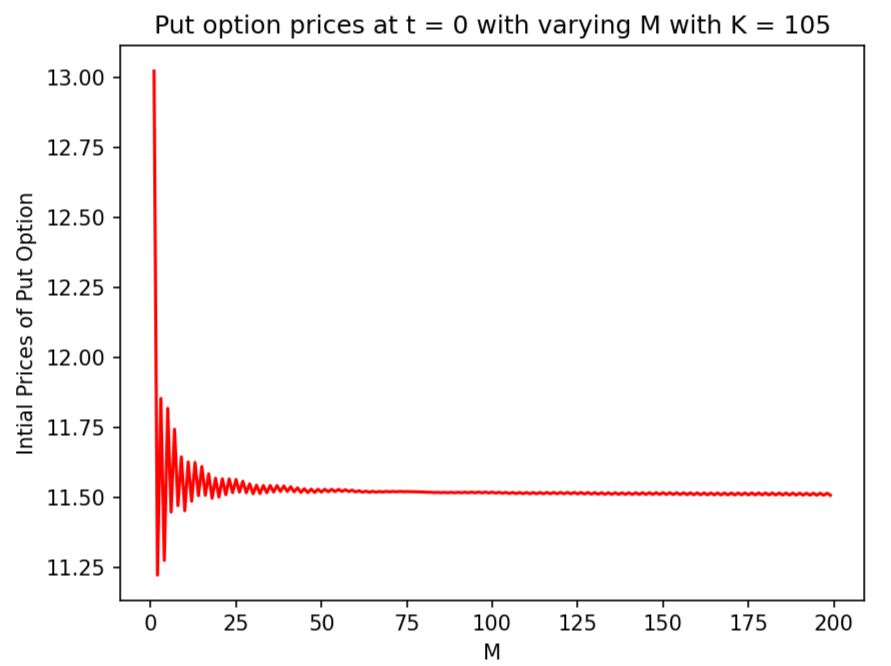 Put option prices at t = 0 with varying M with K = 105
13.00
12.75
12.50
12.25
12.00
11.75
11.50
11.25
Intial Prices of Put Option
0 25 50 75 100 125 150 175 200
M